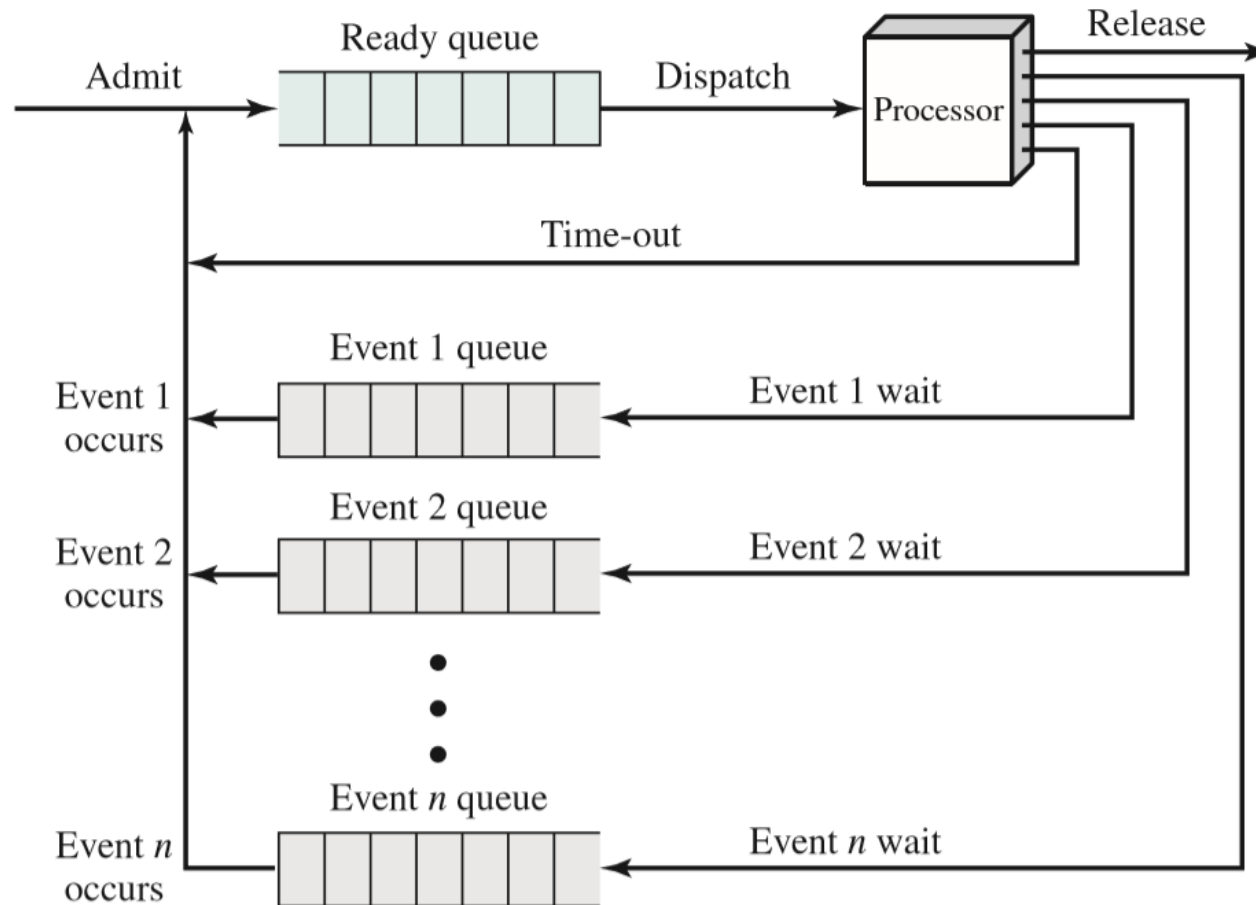 Release
Ready queue
Admit
Dispatch
Processor
Time-out
Event 1 queue
Event 1
occurs
Event 1 wait
Event 2 queue
Event 2
occurs
Event 2 wait
Event n queue
Event n
occurs
Event n wait